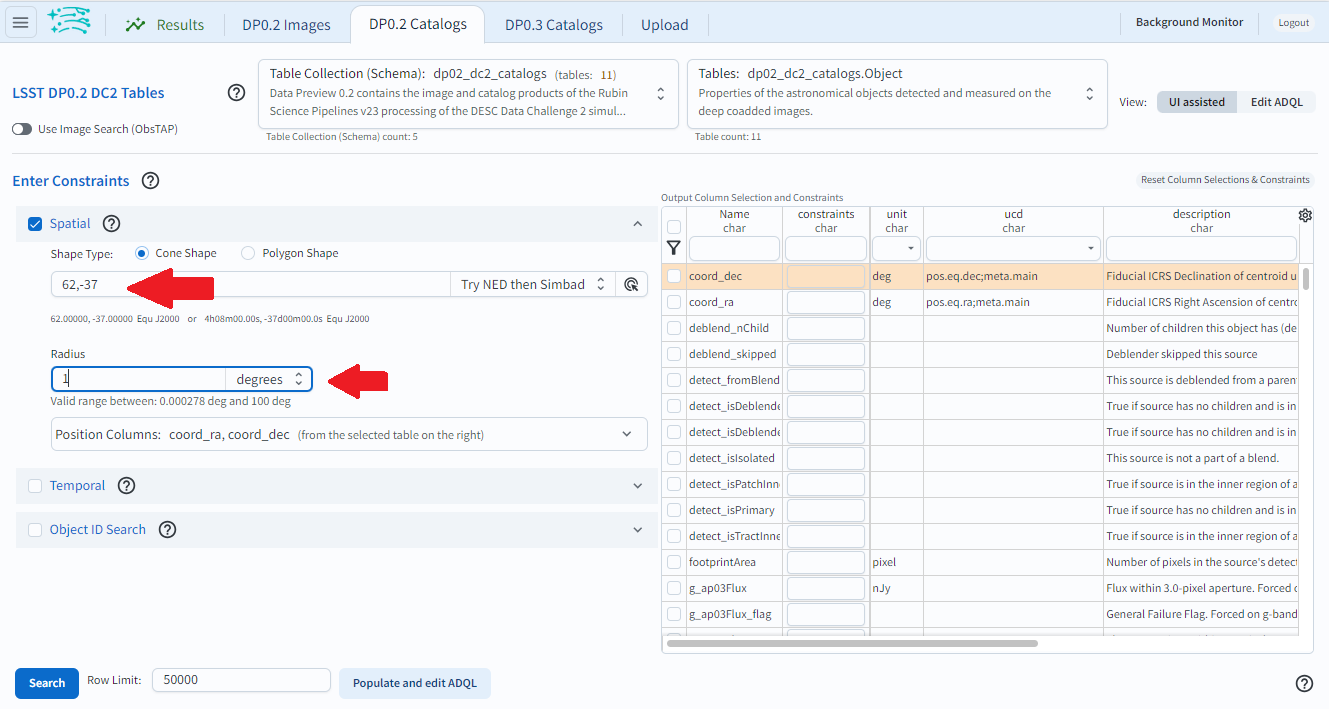 Results
DP0.2 Images
DP0.2 Catalogs
DP0.3 Catalogs
Upload
Background Monitor
Logout
LSST DP0.2 DC2 Tables
Use Image Search (ObsTAP)
Table Collection (Schema): dp02_dc2_catalogs (tables: 11)
Data Preview 0.2 contains the image and catalog products of the Rubin
Science Pipelines v23 processing of the DESC Data Challenge 2 simul...
Table Collection (Schema) count: 5
Tables: dp02_dc2_catalogs.Object
Properties of the astronomical objects detected and measured on the
deep coadded images.
Table count: 11
View:
UI assisted
Edit ADQL
Enter Constraints
Reset Column Selections & Constraints
Spatial
Shape Type: Cone Shape Polygon Shape
62,-37
Try NED then Simbad
62.00000, -37.00000 Equ J2000 or 4h08m00.00s, -37d00m00.0s Equ J2000
Radius
1
degrees
Valid range between: 0.000278 deg and 100 deg
Position Columns: coord_ra, coord_dec (from the selected table on the right)
Temporal
Object ID Search
Output Column Selection and Constraints
Name constraints unit ucd description
char char char char char
coord_dec deg pos.eq.dec;meta.main Fiducial ICRS Declination of centroid u
coord_ra deg pos.eq.ra;meta.main Fiducial ICRS Right Ascension of centro
deblend_nChild Number of children this object has (de
deblend_skipped Deblender skipped this source
detect_fromBlend This source is deblended from a paren
detect_isDeblende True if source has no children and is in
detect_isDeblende True if source has no children and is in
detect_isIsolated This source is not a part of a blend.
detect_isPatchInn True if source is in the inner region of a
detect_isPrimary True if source has no children and is in
detect_isTractInne True if source is in the inner region of a
footprintArea pixel Number of pixels in the source's detect
g_ap03Flux nJy Flux within 3.0-pixel aperture. Forced o
g_ap03Flux_flag General Failure Flag. Forced on g-band
Search
Row Limit:
50000
Populate and edit ADQL